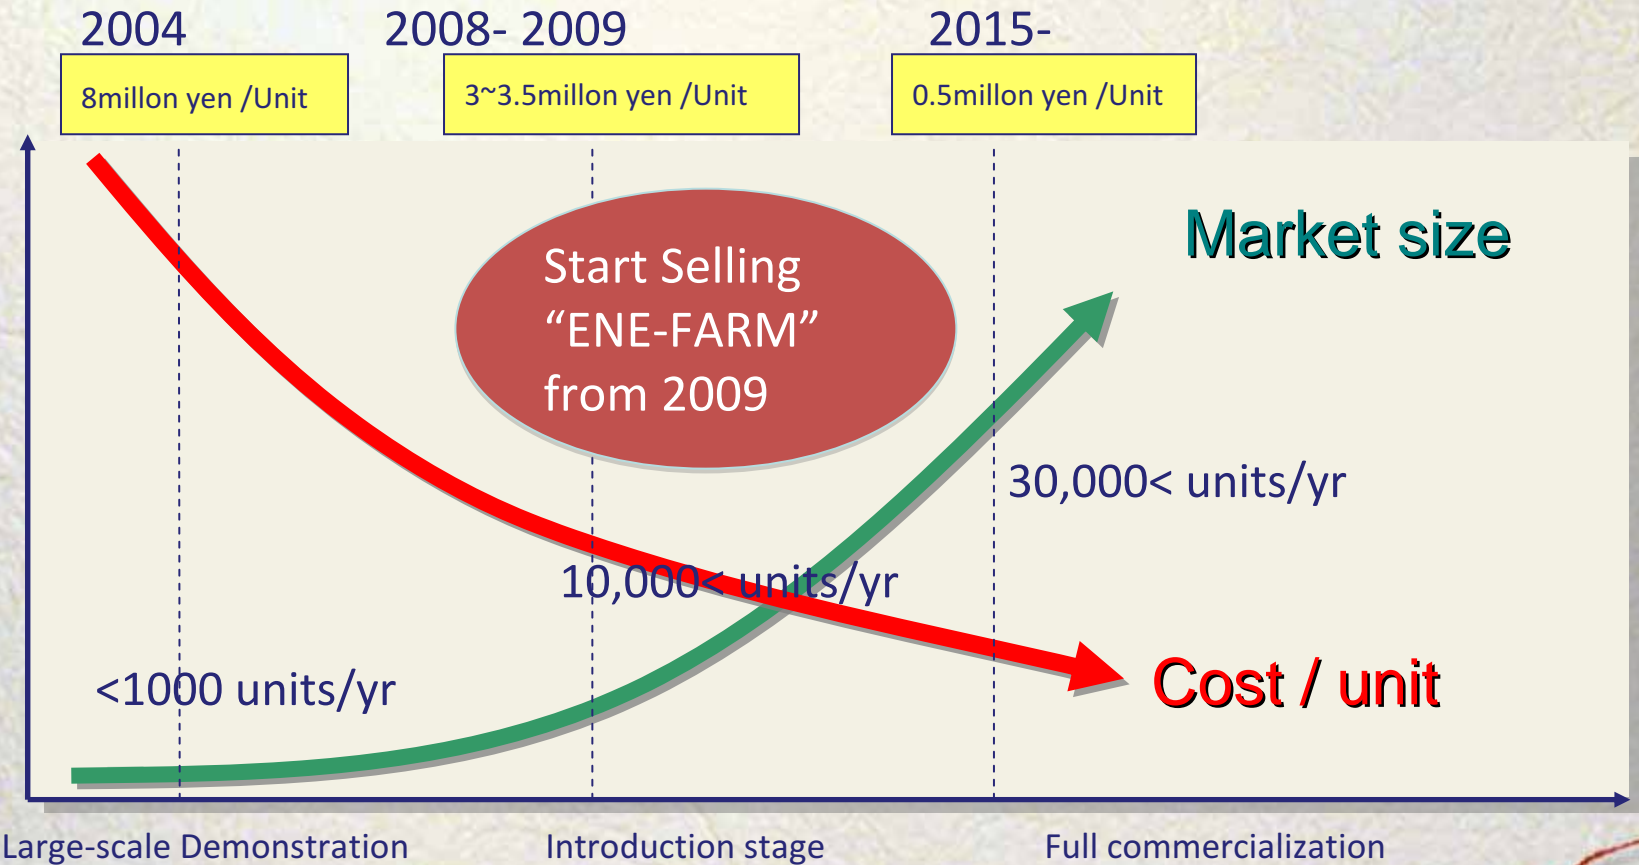 2004
2008- 2009
2015-
8millon yen /Unit
3~3.5millon yen /Unit
0.5millon yen /Unit
Market size
Start Selling
“ENE-FARM”
from 2009
30,000< units/yr
10,000< units/yr
<1000 units/yr
Cost / unit
Large-scale Demonstration
Introduction stage
Full commercialization